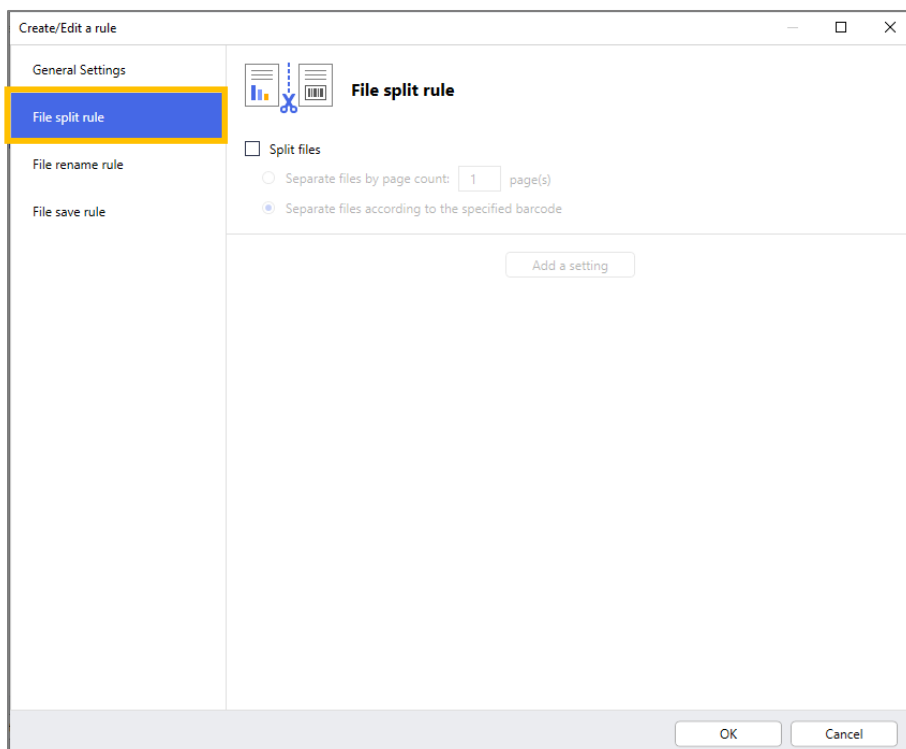 Create/Edit a rule
General Settings
File split rule
File rename rule
File save rule
File split rule
Split files
Separate files by page count: 1 page(s)
Separate files according to the specified barcode
Add a setting
OK Cancel